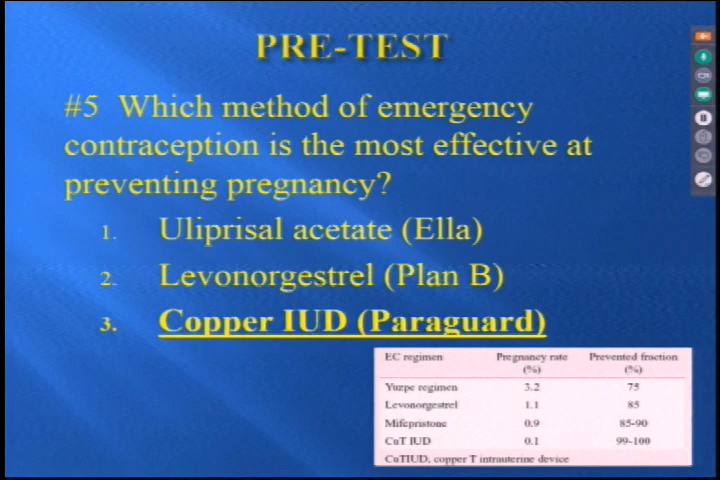 PRE-TEST
#5 Which method of emergency
contraception is the most effective at
preventing pregnancy?
1. Uliprisal acetate (Ella)
2. Levonorgestrel (Plan B)
3. Copper IUD (Paraguard)
EC regimen Pregnancy rate (%) Prevented fraction (%)
Yuzpe regimen 3.2 75
Levonorgestrel 1.1 85
Mifepristone 0.9 85-90
CuT IUD 0.1 99-100
CuTIUD, copper T intrauterine device